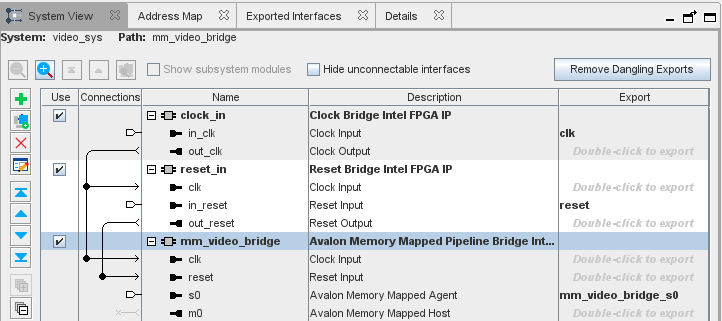 System View Address Map Exported Interfaces Details
System: video_sys Path: mm_video_bridge
Show subsystem modules Hide unconnectable interfaces Remove Dangling Exports
Use Connections Name Description Export
clock_in Clock Bridge Intel FPGA IP
in_clk Clock Input clk
out_clk Clock Output Double-click to export
reset_in Reset Bridge Intel FPGA IP
clk Clock Input Double-click to export
in_reset Reset Input reset
out_reset Reset Output Double-click to export
mm_video_bridge Avalon Memory Mapped Pipeline Bridge Int...
clk Clock Input Double-click to export
reset Reset Input Double-click to export
s0 Avalon Memory Mapped Agent mm_video_bridge_s0
m0 Avalon Memory Mapped Host Double-click to export